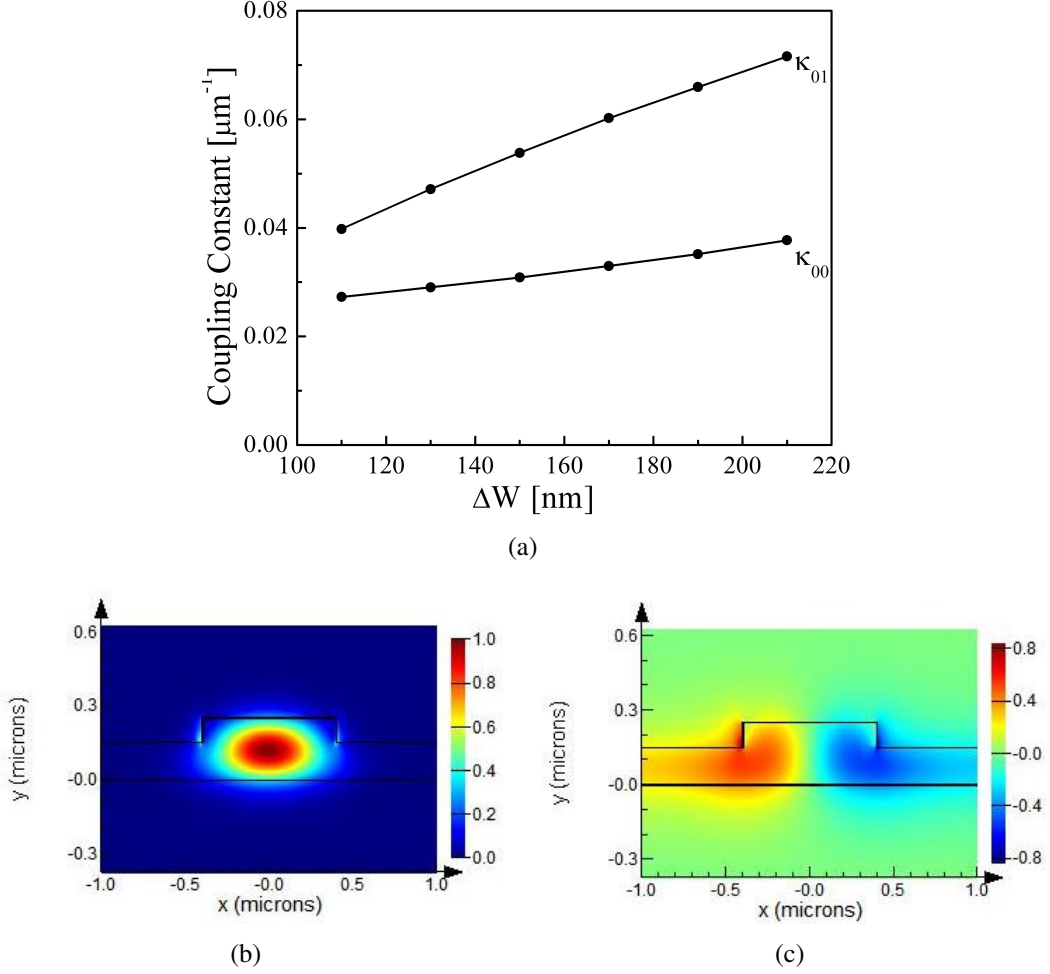 0.08
0.06
0.04
0.02
0.00
Coupling Constant [μm⁻¹]
κ₀₁
κ₀₀
100 120 140 160 180 200 220
ΔW [nm]
(a)
0.6
0.3
-0.0
-0.3
y (microns)
-1.0 -0.5 -0.0 0.5 1.0
x (microns)
1.0
0.8
0.6
0.4
0.2
0.0
(b)
0.6
0.3
-0.0
-0.3
y (microns)
-1.0 -0.5 -0.0 0.5 1.0
x (microns)
0.8
0.4
-0.0
-0.4
-0.8
(c)